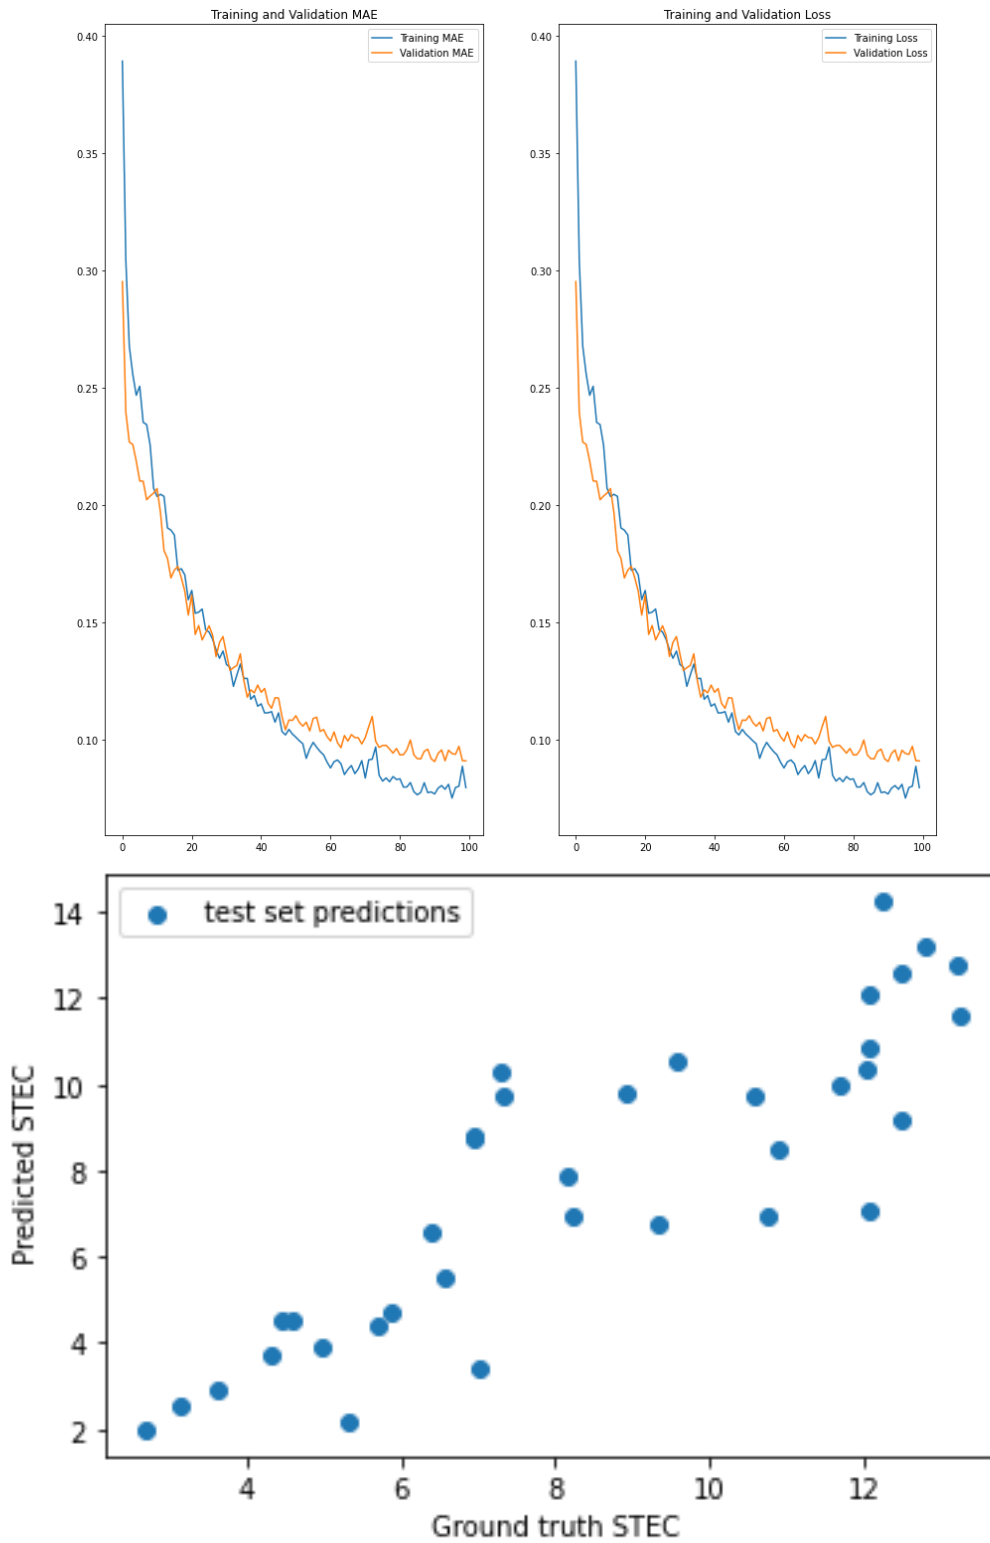 Training and Validation MAE
Training MAE
Validation MAE
0.40
0.35
0.30
0.25
0.20
0.15
0.10
0 20 40 60 80 100
Training and Validation Loss
Training Loss
Validation Loss
0.40
0.35
0.30
0.25
0.20
0.15
0.10
0 20 40 60 80 100
test set predictions
Predicted STEC
14
12
10
8
6
4
2
4 6 8 10 12
Ground truth STEC